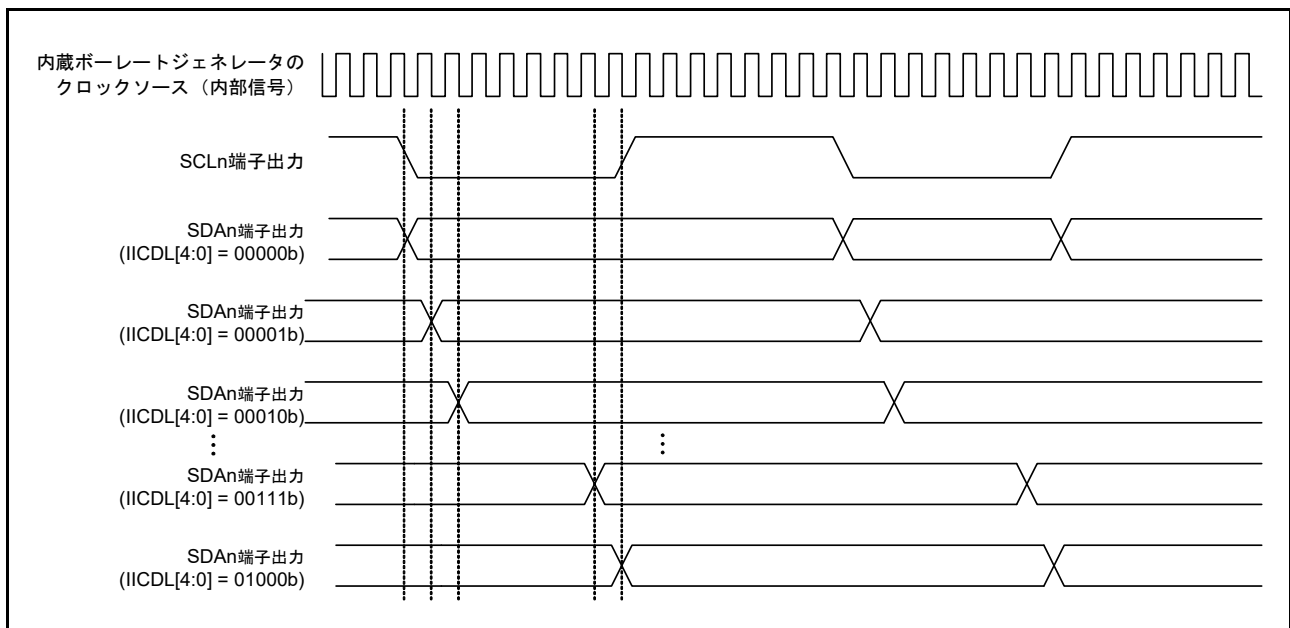 内蔵ボーレートジェネレータの
クロックソース（内部信号）
SCLn端子出力
SDAn端子出力
(IICDL[4:0] = 00000b)
SDAn端子出力
(IICDL[4:0] = 00001b)
SDAn端子出力
(IICDL[4:0] = 00010b)
SDAn端子出力
(IICDL[4:0] = 00111b)
SDAn端子出力
(IICDL[4:0] = 01000b)